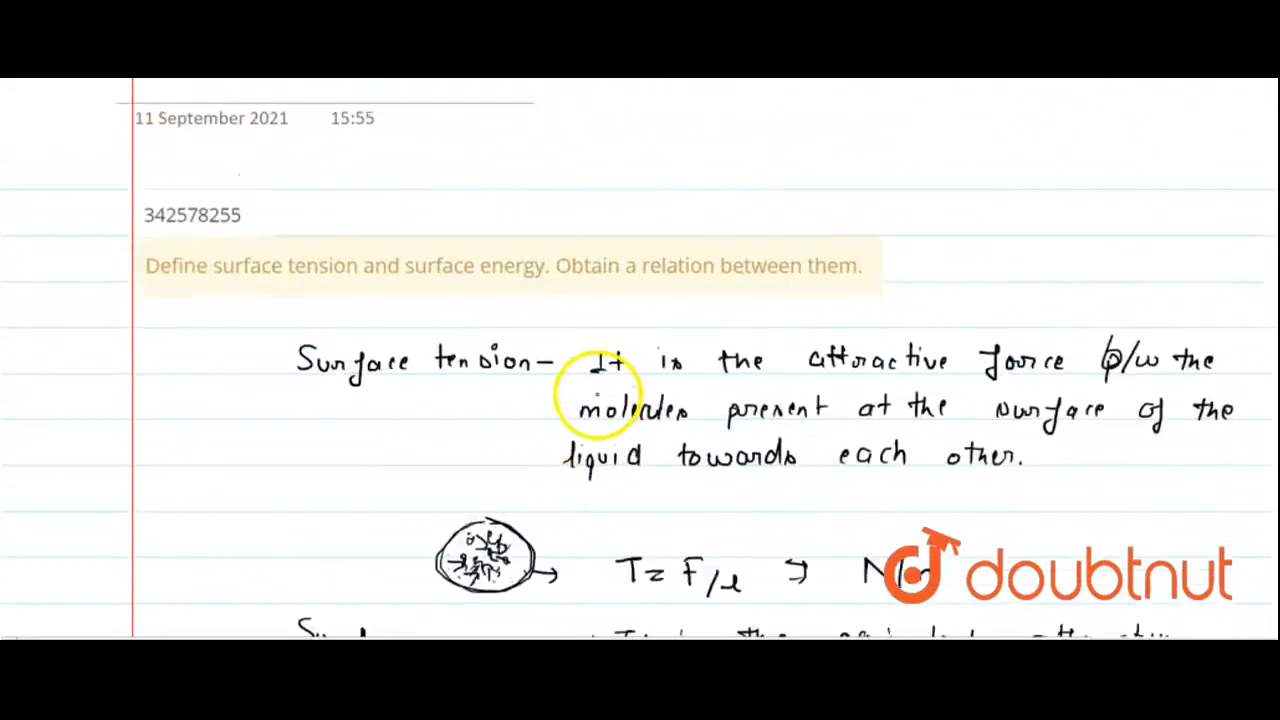 11 September 2021 15:55
342578255
Define surface tension and surface energy. Obtain a relation between them.
Surface tension - It is the attractive force b/w the
molecules present at the surface of the
liquid towards each other.
T = F/l → N/m
doubtnut